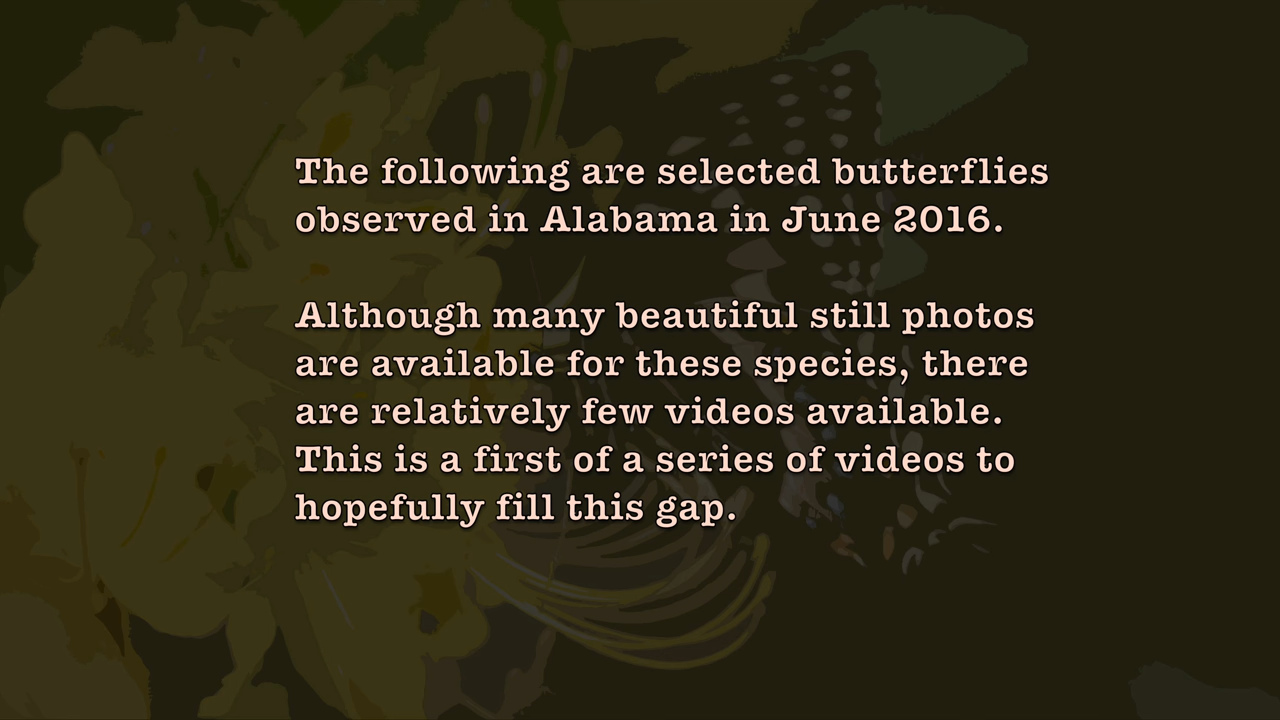 The following are selected butterflies
observed in Alabama in June 2016.
Although many beautiful still photos
are available for these species, there
are relatively few videos available.
This is a first of a series of videos to
hopefully fill this gap.